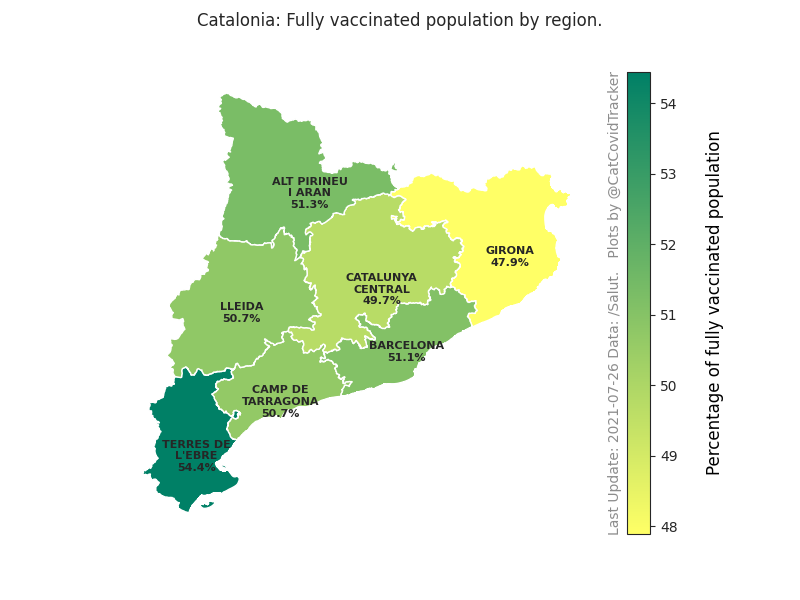 Catalonia: Fully vaccinated population by region.
ALT PIRINEU
I ARAN
51.3%
GIRONA
47.9%
CATALUNYA
CENTRAL
49.7%
LLEIDA
50.7%
BARCELONA
51.1%
CAMP DE
TARRAGONA
50.7%
TERRES DE
L'EBRE
54.4%
Last Update: 2021-07-26 Data: /Salut.   Plots by @CatCovidTracker
54
53
52
51
50
49
48
Percentage of fully vaccinated population